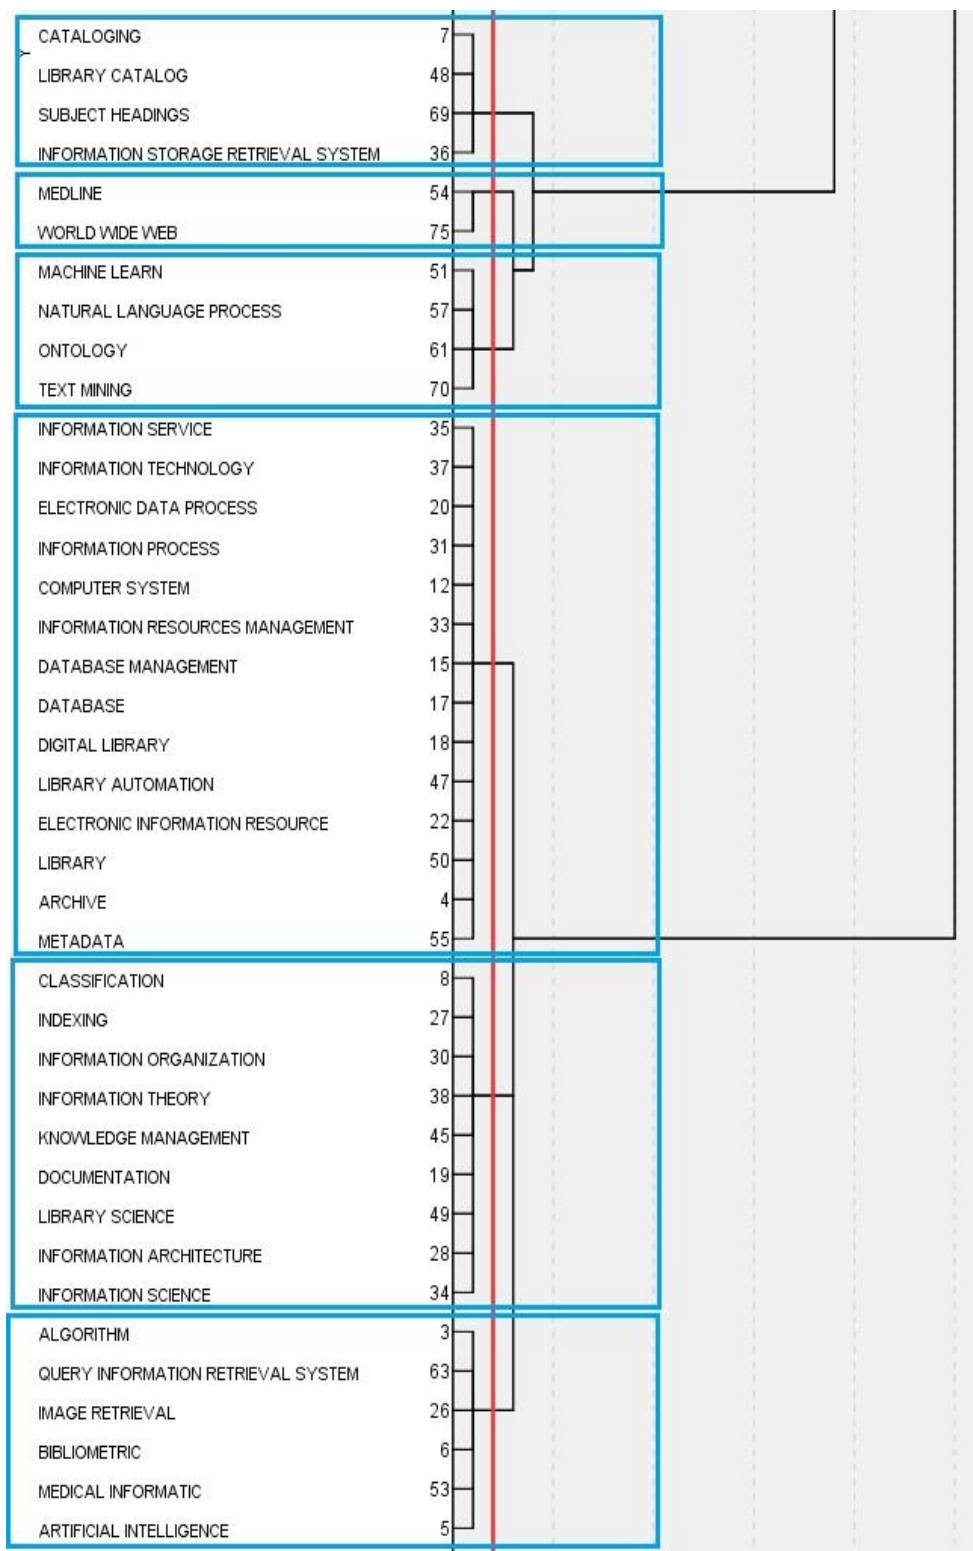 CATALOGING 7
LIBRARY CATALOG 48
SUBJECT HEADINGS 69
INFORMATION STORAGE RETRIEVAL SYSTEM 36
MEDLINE 54
WORLD WIDE WEB 75
MACHINE LEARN 51
NATURAL LANGUAGE PROCESS 57
ONTOLOGY 61
TEXT MINING 70
INFORMATION SERVICE 35
INFORMATION TECHNOLOGY 37
ELECTRONIC DATA PROCESS 20
INFORMATION PROCESS 31
COMPUTER SYSTEM 12
INFORMATION RESOURCES MANAGEMENT 33
DATABASE MANAGEMENT 15
DATABASE 17
DIGITAL LIBRARY 18
LIBRARY AUTOMATION 47
ELECTRONIC INFORMATION RESOURCE 22
LIBRARY 50
ARCHIVE 4
METADATA 55
CLASSIFICATION 8
INDEXING 27
INFORMATION ORGANIZATION 30
INFORMATION THEORY 38
KNOWLEDGE MANAGEMENT 45
DOCUMENTATION 19
LIBRARY SCIENCE 49
INFORMATION ARCHITECTURE 28
INFORMATION SCIENCE 34
ALGORITHM 3
QUERY INFORMATION RETRIEVAL SYSTEM 63
IMAGE RETRIEVAL 26
BIBLIOMETRIC 6
MEDICAL INFORMATIC 53
ARTIFICIAL INTELLIGENCE 5